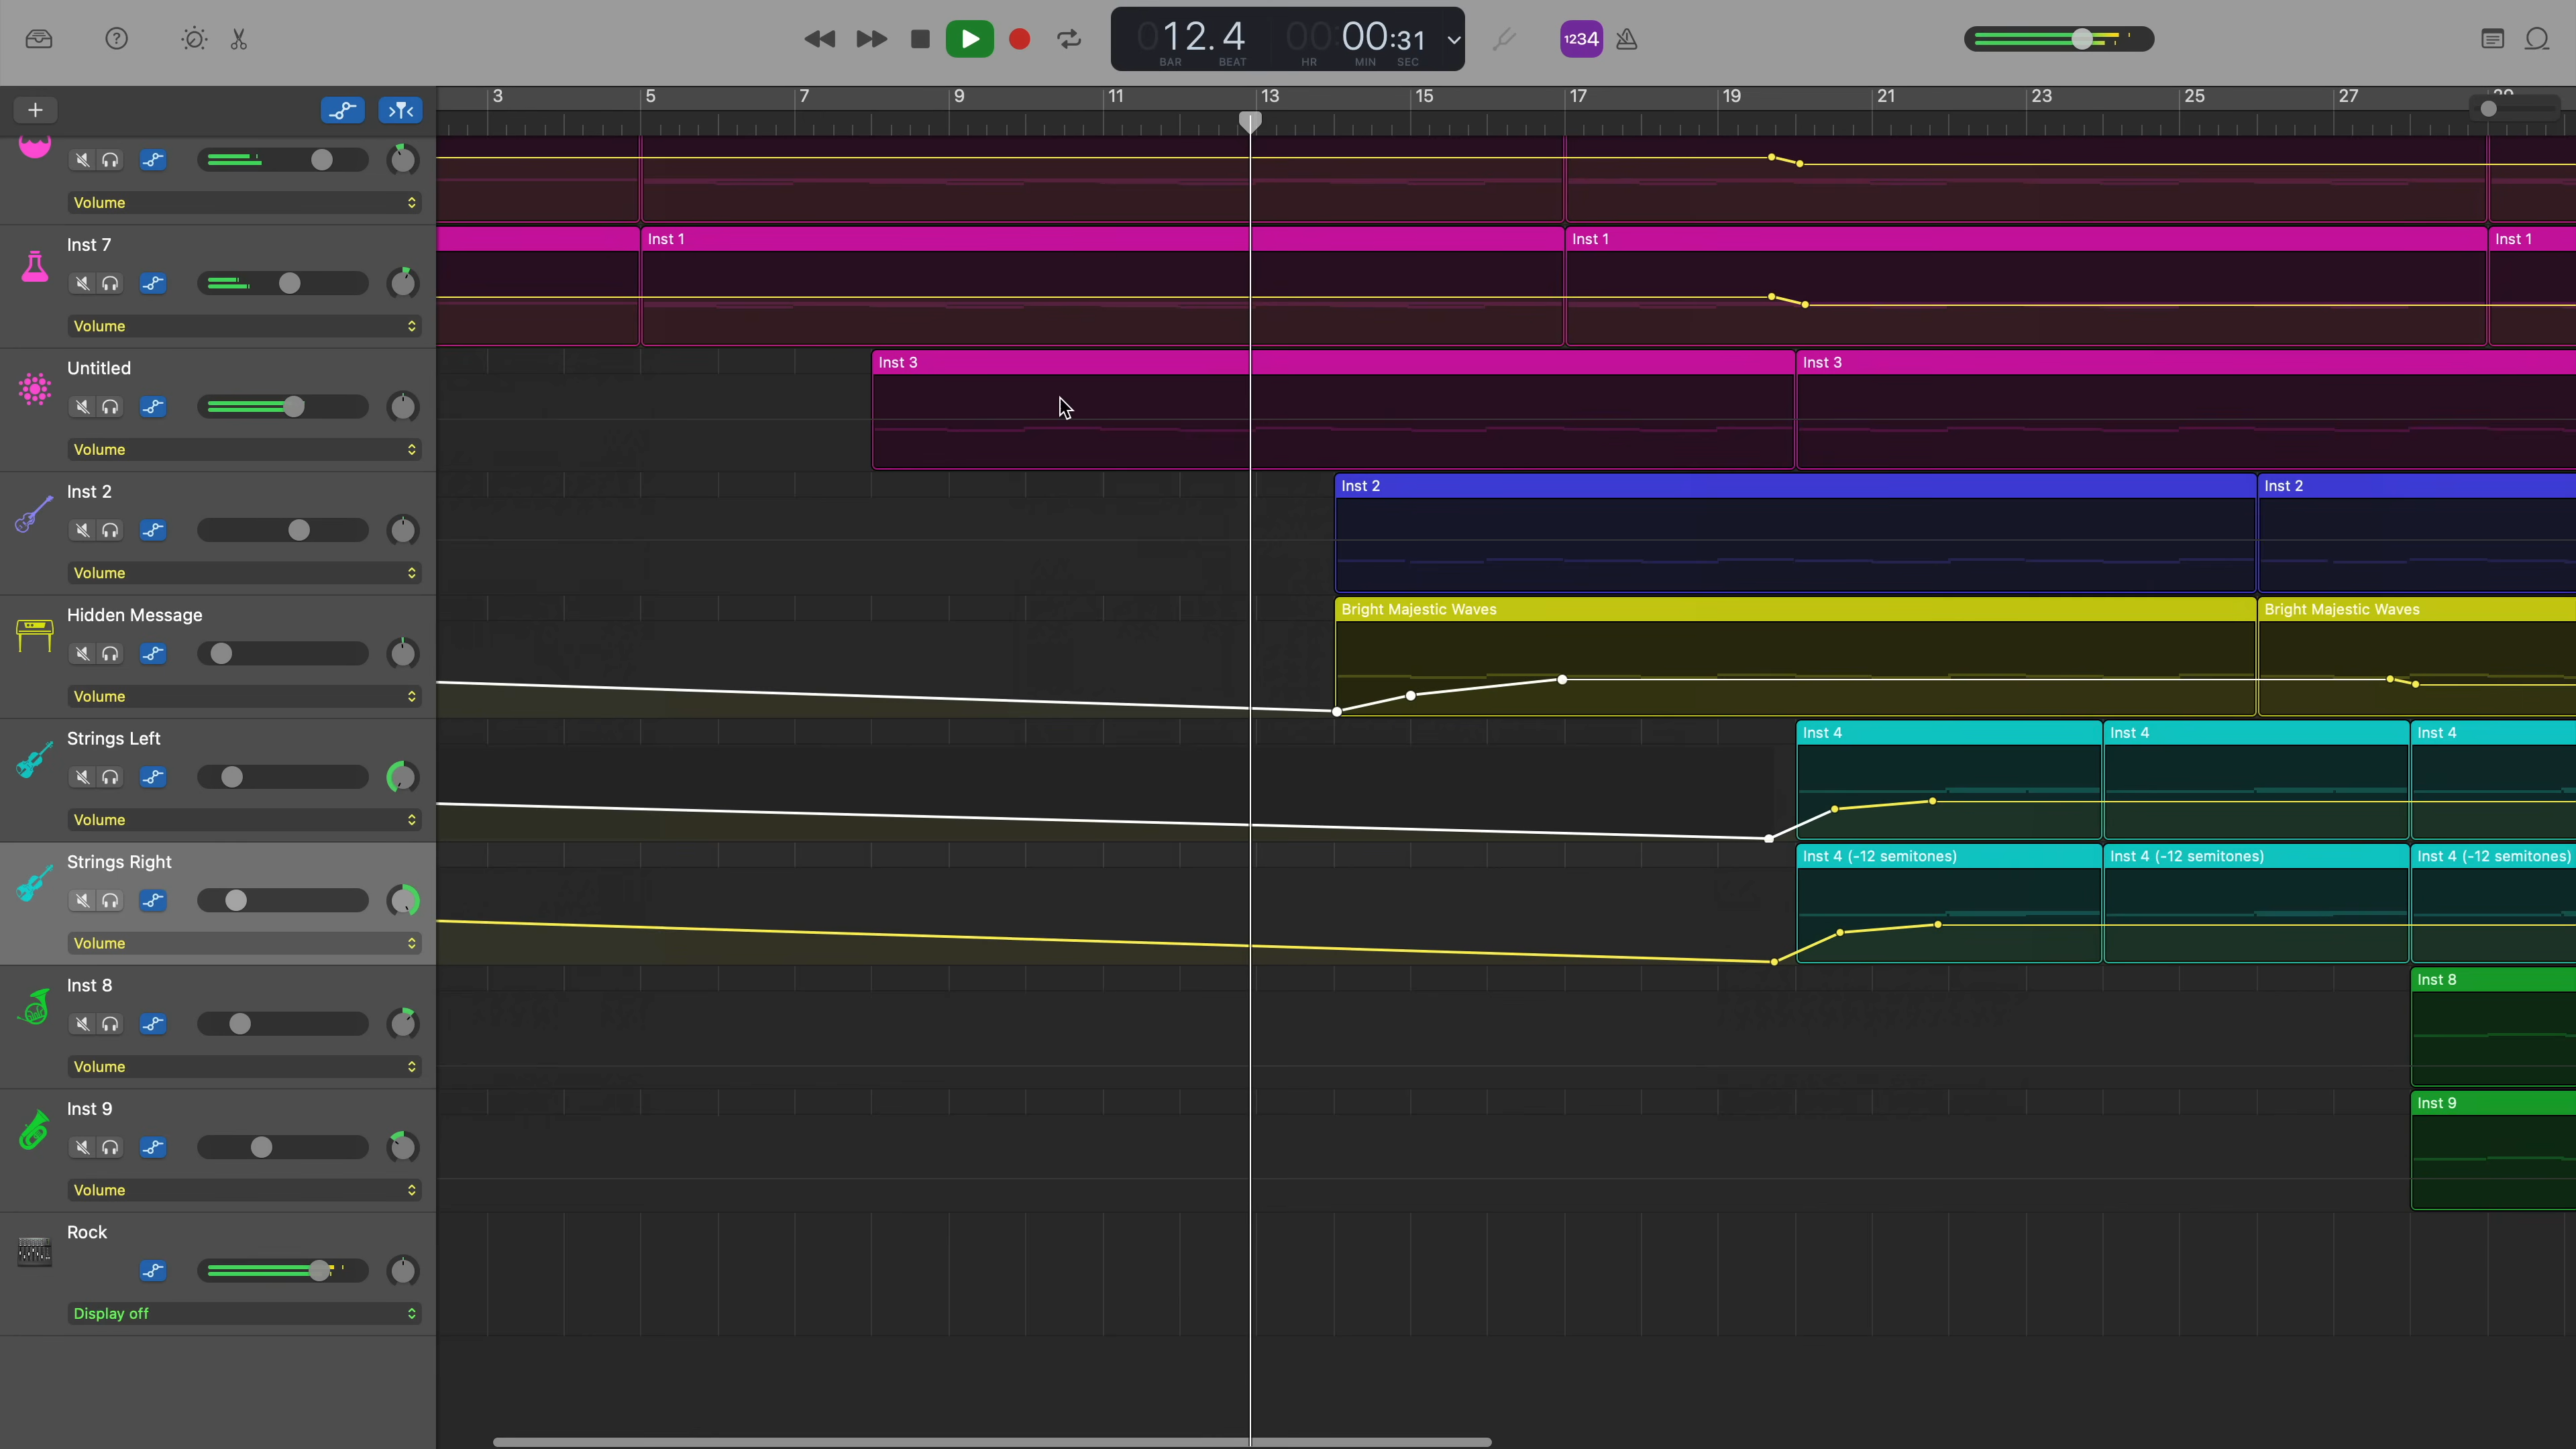 012.4 00:00:31
BAR BEAT HR MIN SEC
1234
3 5 7 9 11 13 15 17 19 21 23 25 27 29
Volume
Inst 7
Volume
Inst 1 Inst 1 Inst 1
Untitled
Volume
Inst 3 Inst 3
Inst 2
Volume
Inst 2 Inst 2
Hidden Message
Volume
Bright Majestic Waves Bright Majestic Waves
Strings Left
Volume
Inst 4 Inst 4 Inst 4
Strings Right
Volume
Inst 4 (-12 semitones) Inst 4 (-12 semitones) Inst 4 (-12 semitones)
Inst 8
Volume
Inst 8
Inst 9
Volume
Inst 9
Rock
Display off